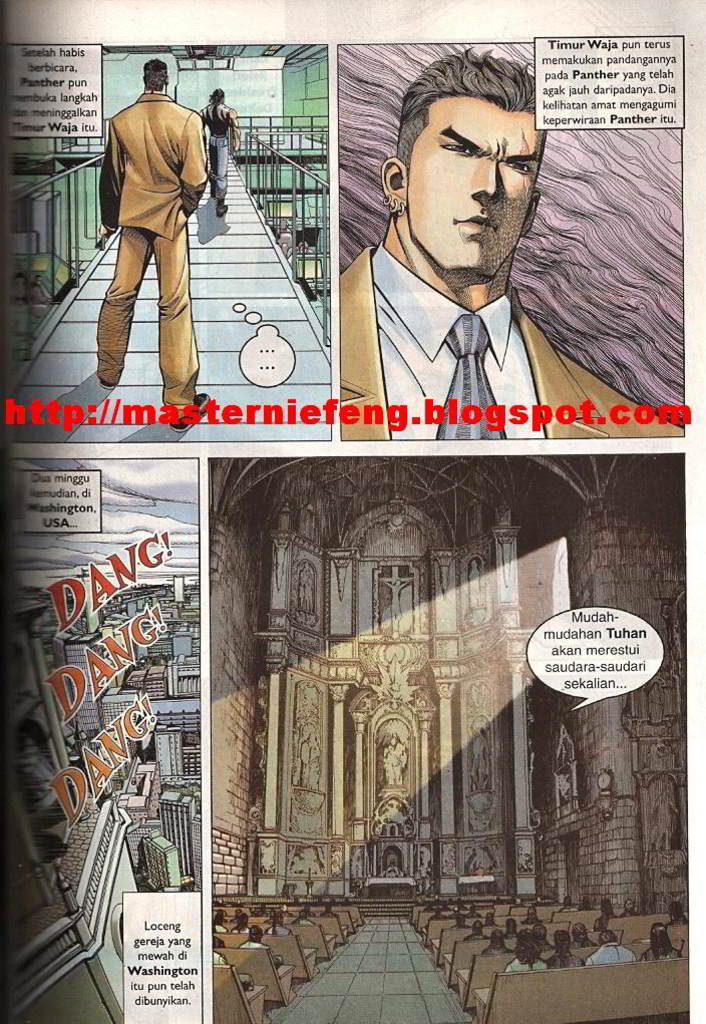 Setelah habis
berbicara,
Panther pun
membuka langkah
dan meninggalkan
Timur Waja itu.
Timur Waja pun terus
memakukan pandangannya
pada Panther yang telah
agak jauh daripadanya. Dia
kelihatan amat mengagumi
keperwiraan Panther itu.
...
...
http://masterniefeng.blogspot.com
Dua minggu
kemudian, di
Washington,
USA...
DANG!
DANG!
DANG!
Mudah-
mudahan Tuhan
akan merestui
saudara-saudari
sekalian...
Loceng
gereja yang
mewah di
Washington
itu pun telah
dibunyikan.